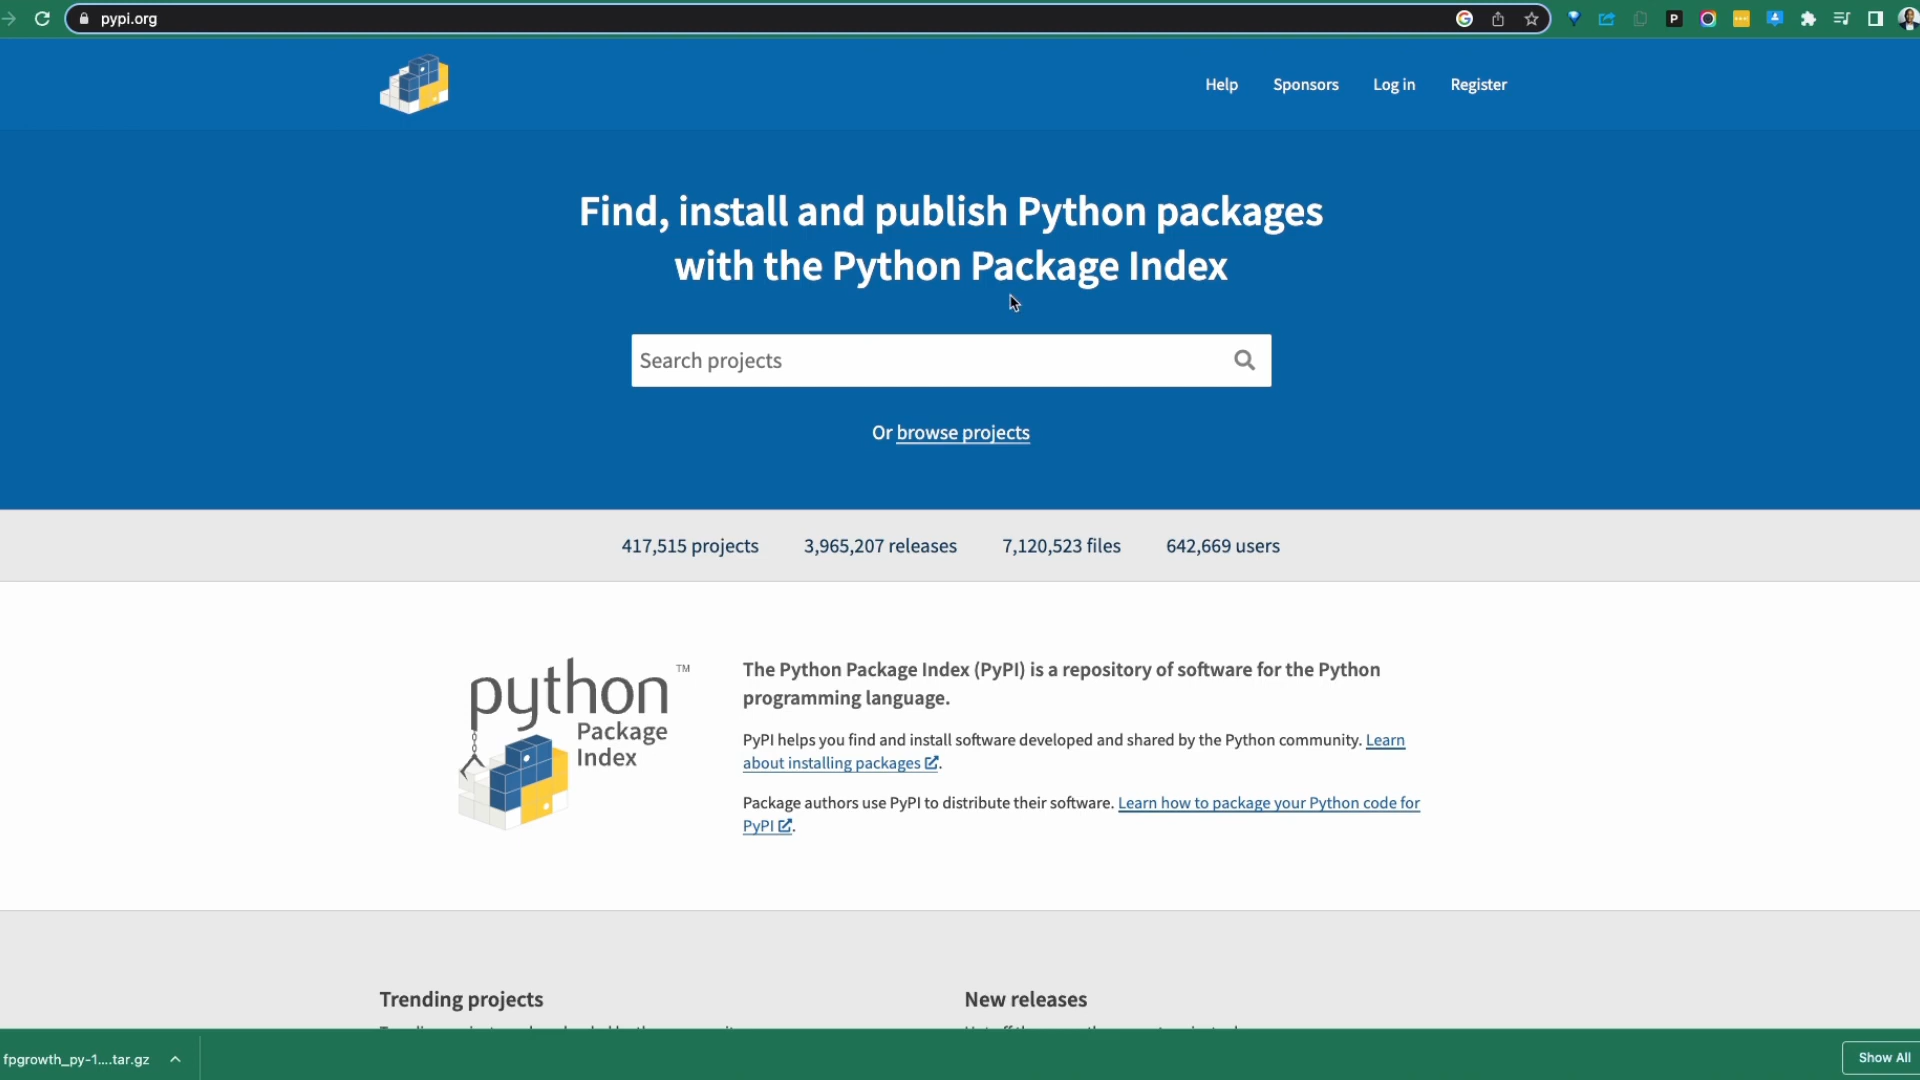 pypi.org
Help
Sponsors
Log in
Register
Find, install and publish Python packages
with the Python Package Index
Search projects
Or browse projects
417,515 projects
3,965,207 releases
7,120,523 files
642,669 users
python™
Package
Index
The Python Package Index (PyPI) is a repository of software for the Python
programming language.
PyPI helps you find and install software developed and shared by the Python community. Learn
about installing packages.
Package authors use PyPI to distribute their software. Learn how to package your Python code for
PyPI.
Trending projects
New releases
fpgrowth_py-1....tar.gz
Show All